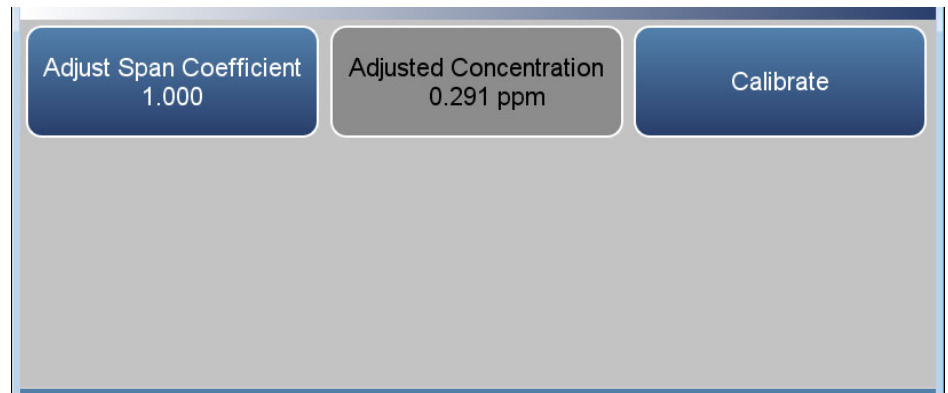 Adjust Span Coefficient
1.000
Adjusted Concentration
0.291 ppm
Calibrate